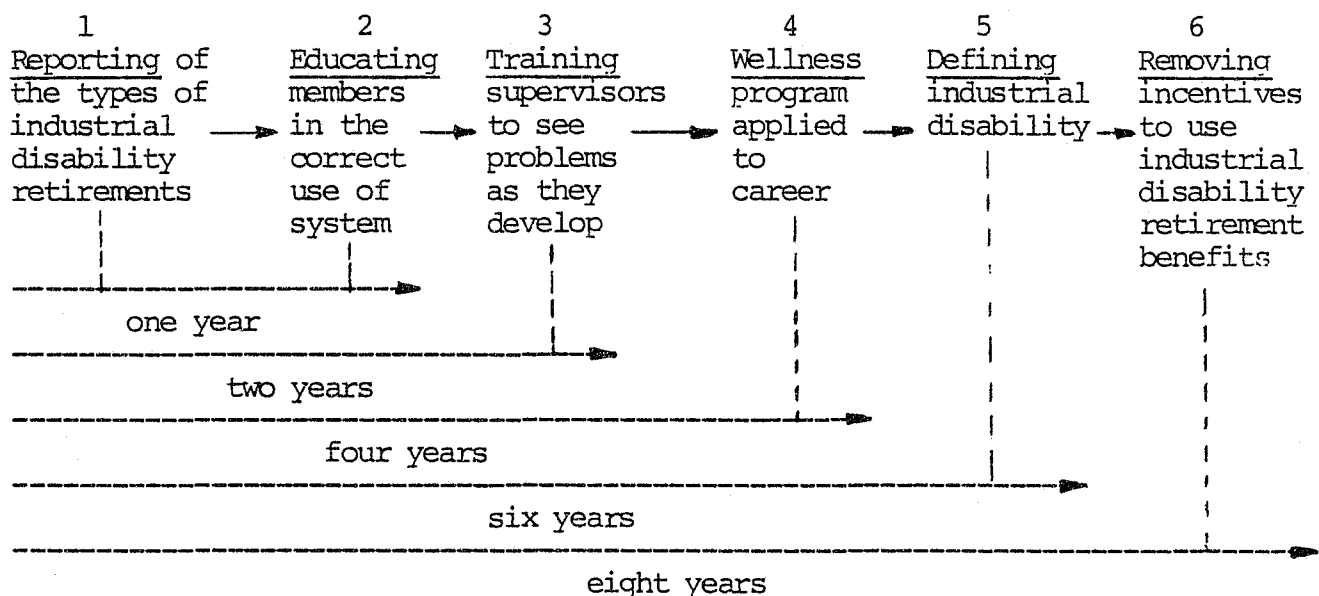 1
Reporting of
the types of
industrial
disability
retirements
2
Educating
members
in the
correct
use of
system
3
Training
supervisors
to see
problems
as they
develop
4
Wellness
program
applied
to
career
5
Defining
industrial
disability
6
Removing
incentives
to use
industrial
disability
retirement
benefits
one year
two years
four years
six years
eight years